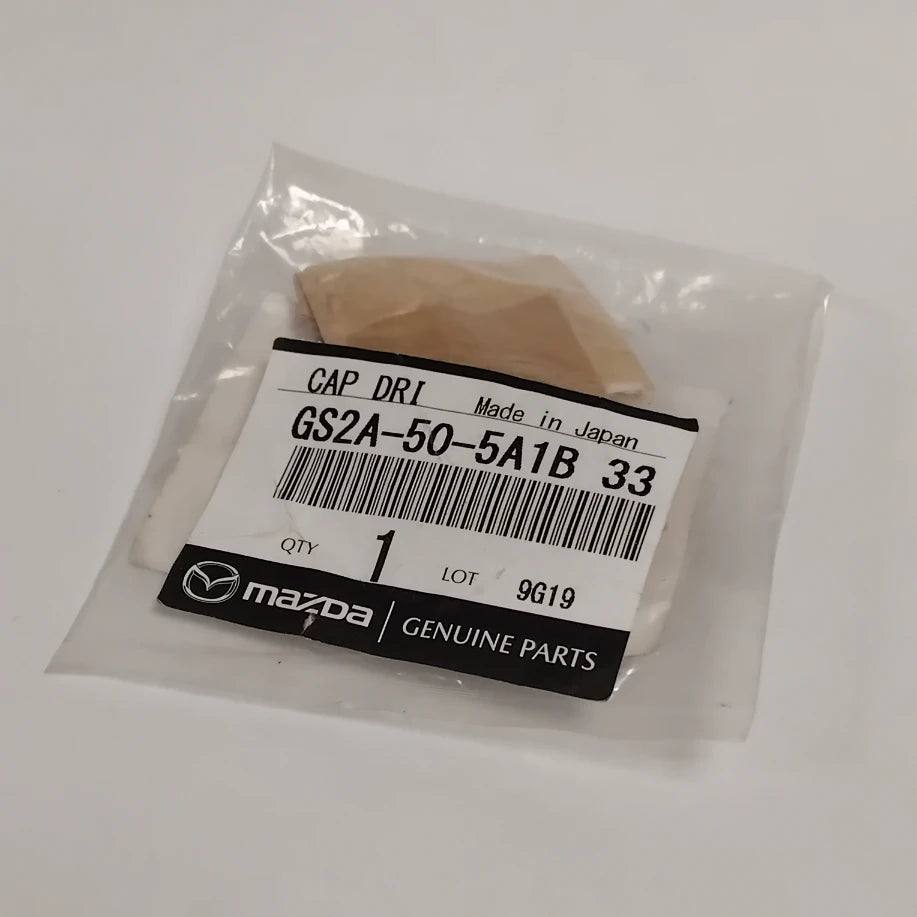 CAP DRI Made in Japan
GS2A-50-5A1B 33
QTY 1 LOT 9G19
mazda GENUINE PARTS